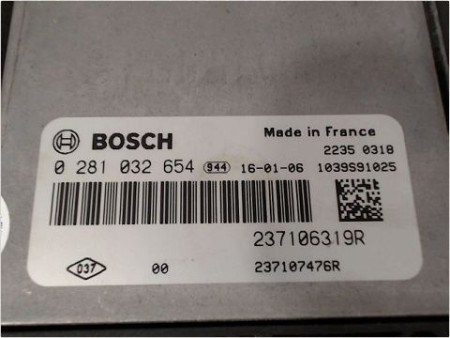 BOSCH Made in France
2235 0318
0 281 032 654 944 16-01-06 1039S91025
237106319R
037 00 237107476R